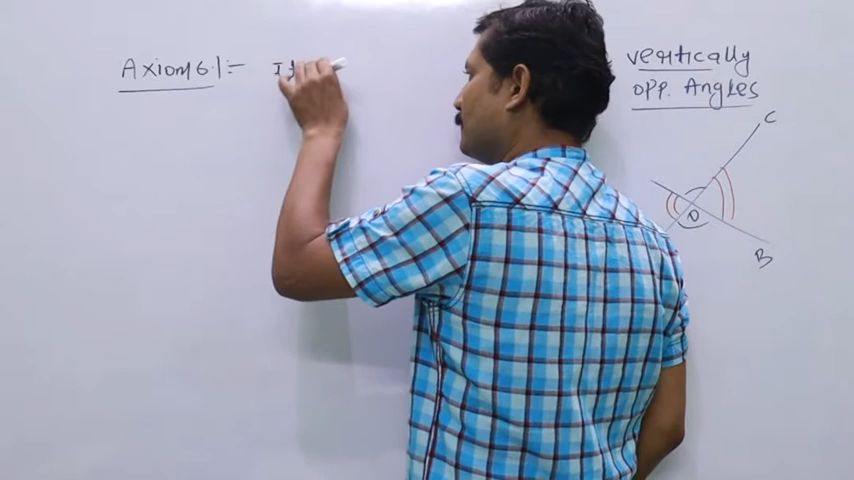 Axiom 6.1:- If
vertically
opp. Angles
C
O
B